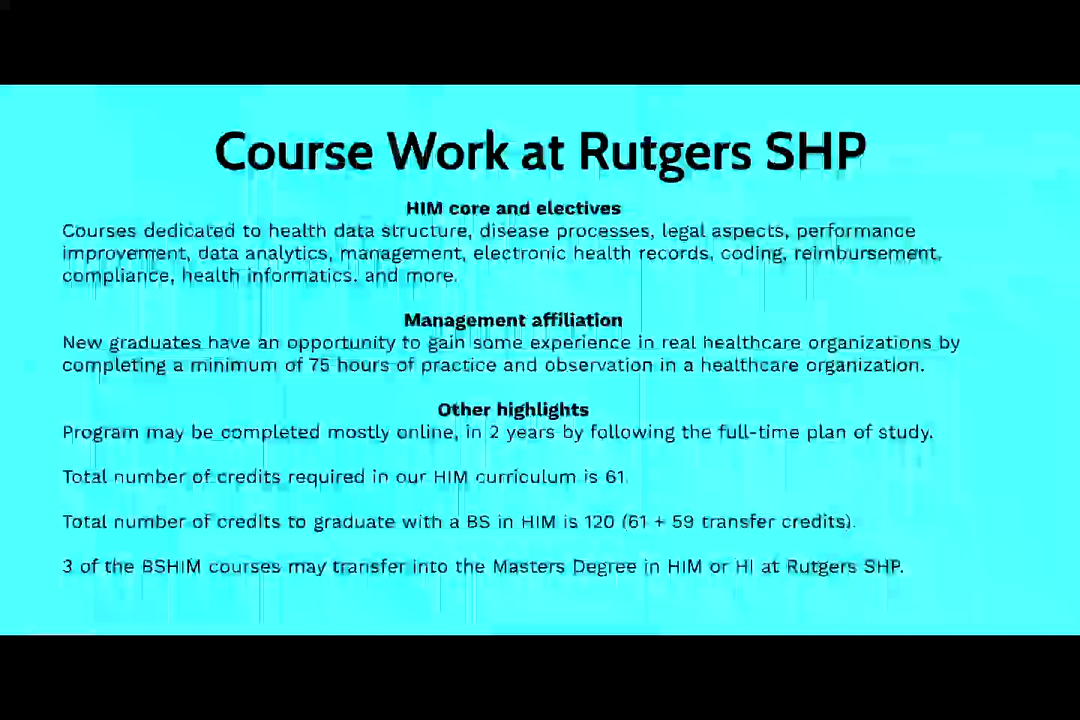 Course Work at Rutgers SHP
HIM core and electives
Courses dedicated to health data structure, disease processes, legal aspects, performance
improvement, data analytics, management, electronic health records, coding, reimbursement,
compliance, health informatics. and more.
Management affiliation
New graduates have an opportunity to gain some experience in real healthcare organizations by
completing a minimum of 75 hours of practice and observation in a healthcare organization.
Other highlights
Program may be completed mostly online, in 2 years by following the full-time plan of study.
Total number of credits required in our HIM curriculum is 61.
Total number of credits to graduate with a BS in HIM is 120 (61 + 59 transfer credits).
3 of the BSHIM courses may transfer into the Masters Degree in HIM or HI at Rutgers SHP.